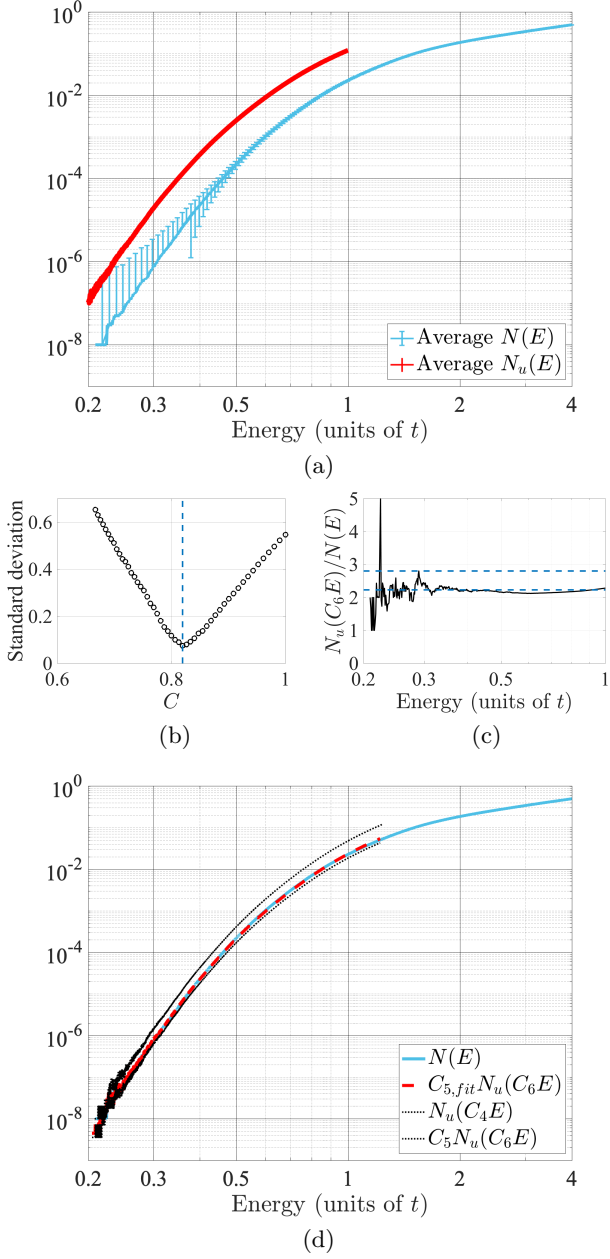 10^0
10^-2
10^-4
10^-6
10^-8
Average N(E)
Average N_u(E)
0.2 0.3 0.5 1 2 4
Energy (units of t)
(a)
Standard deviation
0.6
0.4
0.2
0
0.6 0.8 1
C
(b)
N_u(C_6E)/N(E)
5
4
3
2
1
0
0.2 0.3 0.5 1
Energy (units of t)
(c)
10^0
10^-2
10^-4
10^-6
10^-8
N(E)
C_{5,fit}N_u(C_6E)
N_u(C_4E)
C_5N_u(C_6E)
0.2 0.3 0.5 1 2 4
Energy (units of t)
(d)